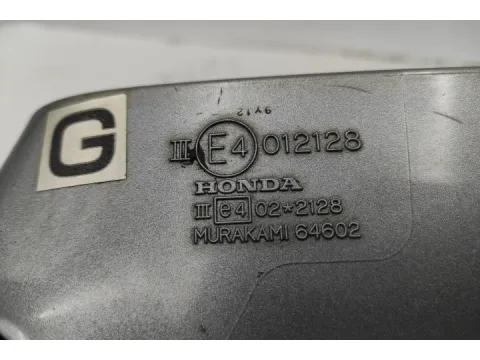 G
9Y12
III E4 012128
HONDA
III e4 02*2128
MURAKAMI 64602